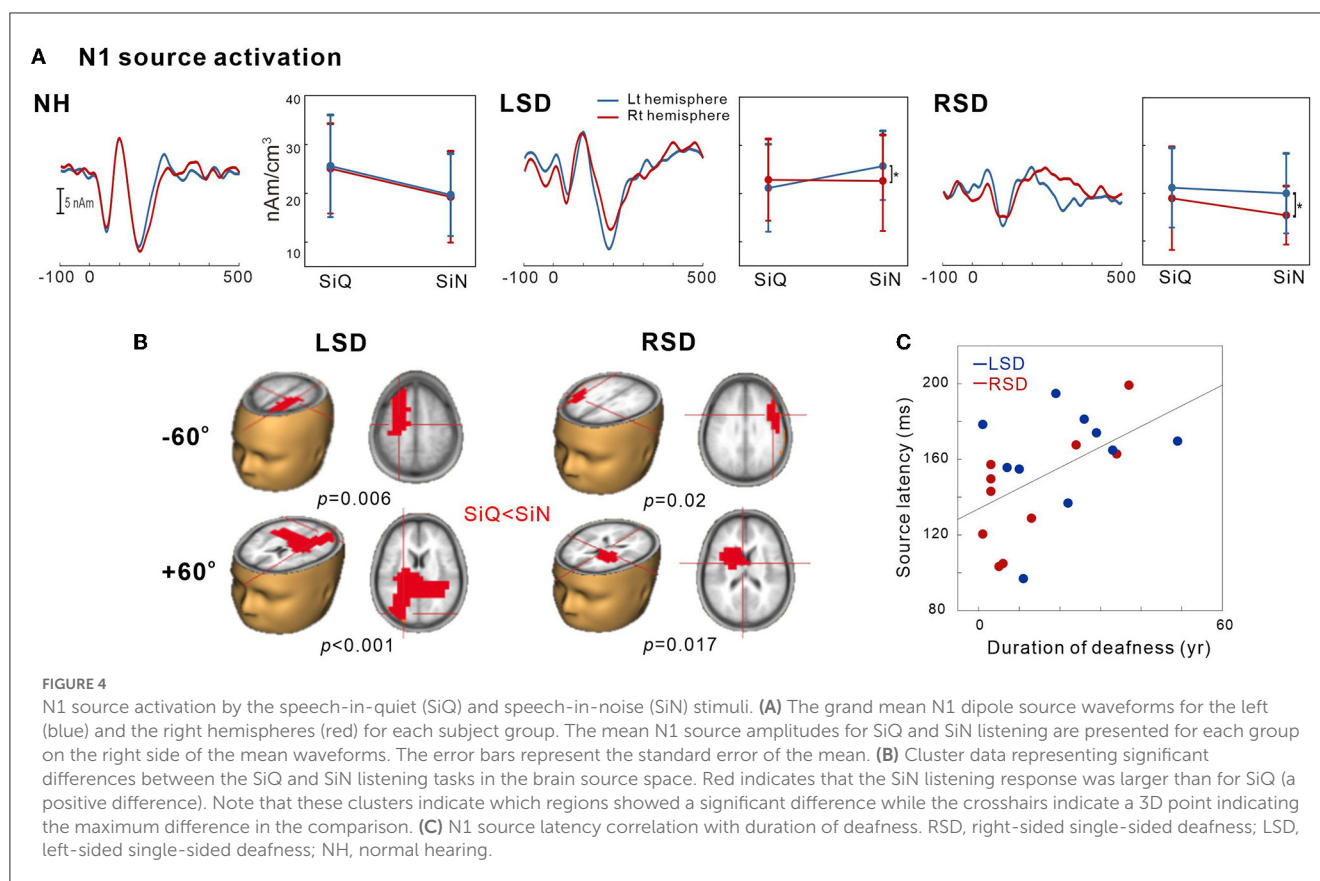 A N1 source activation
NH
40
30
20
10
nAm/cm³
5 nAm
-100 0 500
SiQ SiN
LSD
Lt hemisphere
Rt hemisphere
-100 0 500
*
SiQ SiN
RSD
-100 0 500
*
SiQ SiN
B
LSD RSD
-60°
p=0.006 p=0.02
SiQ<SiN
+60°
p<0.001 p=0.017
C
LSD
RSD
200
160
120
80
Source latency (ms)
0 60
Duration of deafness (yr)
FIGURE 4
N1 source activation by the speech-in-quiet (SiQ) and speech-in-noise (SiN) stimuli. (A) The grand mean N1 dipole source waveforms for the left
(blue) and the right hemispheres (red) for each subject group. The mean N1 source amplitudes for SiQ and SiN listening are presented for each group
on the right side of the mean waveforms. The error bars represent the standard error of the mean. (B) Cluster data representing significant
differences between the SiQ and SiN listening tasks in the brain source space. Red indicates that the SiN listening response was larger than for SiQ (a
positive difference). Note that these clusters indicate which regions showed a significant difference while the crosshairs indicate a 3D point indicating
the maximum difference in the comparison. (C) N1 source latency correlation with duration of deafness. RSD, right-sided single-sided deafness; LSD,
left-sided single-sided deafness; NH, normal hearing.